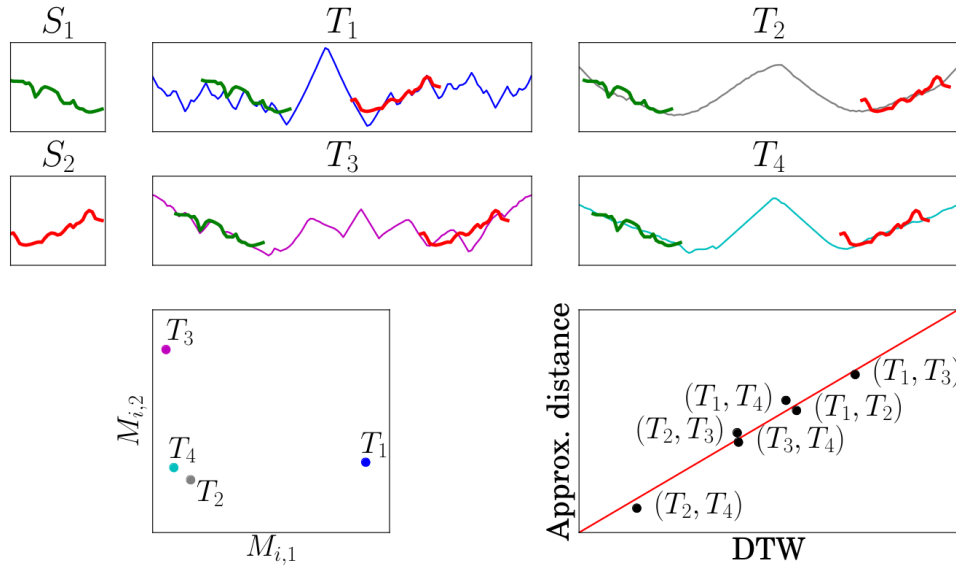 S₁
T₁
T₂
S₂
T₃
T₄
T₃
T₄
T₂
T₁
M_{i,2}
M_{i,1}
Approx. distance
(T₁, T₃)
(T₁, T₄)
(T₁, T₂)
(T₂, T₃)
(T₃, T₄)
(T₂, T₄)
DTW